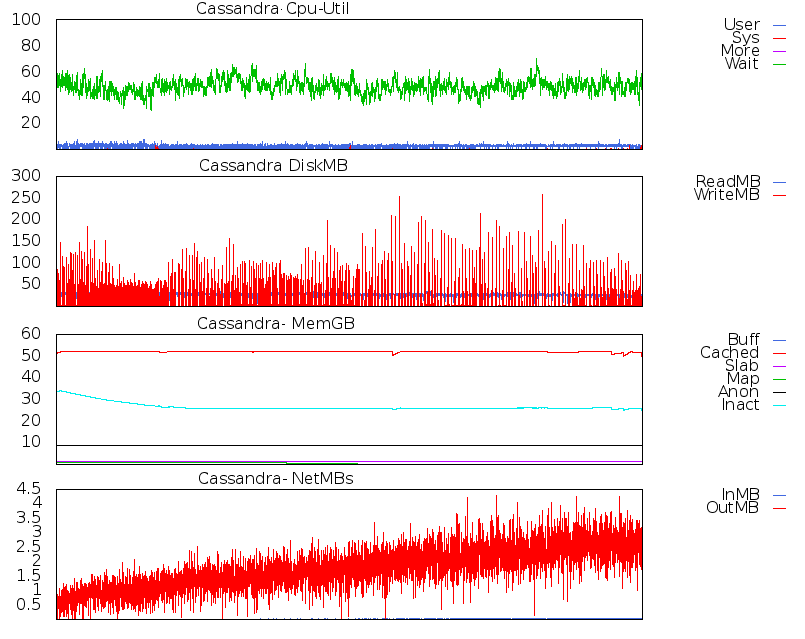 Cassandra Cpu-Util
100
80
60
40
20
User
Sys
More
Wait
Cassandra DiskMB
300
250
200
150
100
50
ReadMB
WriteMB
Cassandra- MemGB
60
50
40
30
20
10
Buff
Cached
Slab
Map
Anon
Inact
Cassandra- NetMBs
4.5
4
3.5
3
2.5
2
1.5
1
0.5
InMB
OutMB